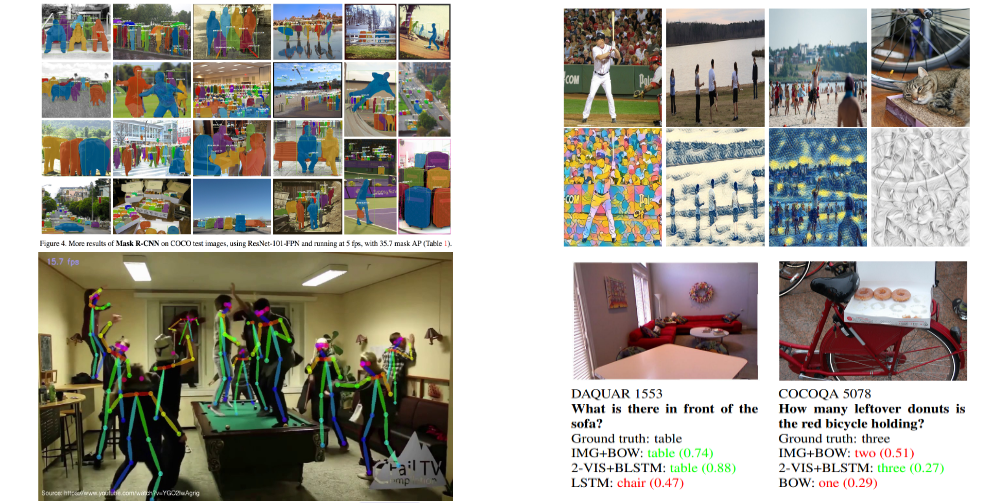 Figure 4. More results of Mask R-CNN on COCO test images, using ResNet-101-FPN and running at 5 fps, with 35.7 mask AP (Table 1).
15.7 fps
Source: https://www.youtube.com/watch?v=
.COM
DAQUAR 1553
What is there in front of the
sofa?
Ground truth: table
IMG+BOW: table (0.74)
2-VIS+BLSTM: table (0.88)
LSTM: chair (0.47)
COCOQA 5078
How many leftover donuts is
the red bicycle holding?
Ground truth: three
IMG+BOW: two (0.51)
2-VIS+BLSTM: three (0.27)
BOW: one (0.29)